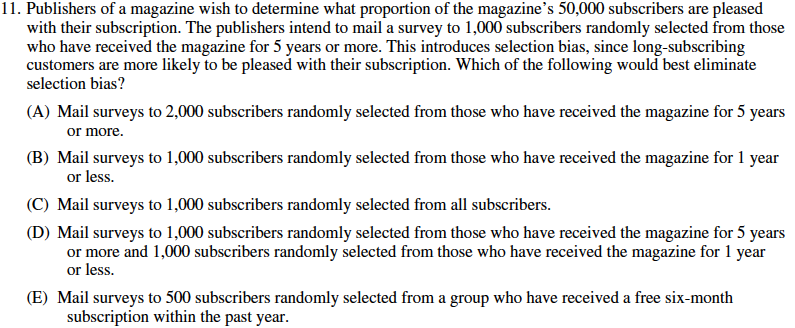 11. Publishers of a magazine wish to determine what proportion of the magazine's 50,000 subscribers are pleased
with their subscription. The publishers intend to mail a survey to 1,000 subscribers randomly selected from those
who have received the magazine for 5 years or more. This introduces selection bias, since long-subscribing
customers are more likely to be pleased with their subscription. Which of the following would best eliminate
selection bias?
(A) Mail surveys to 2,000 subscribers randomly selected from those who have received the magazine for 5 years
or more.
(B) Mail surveys to 1,000 subscribers randomly selected from those who have received the magazine for 1 year
or less.
(C) Mail surveys to 1,000 subscribers randomly selected from all subscribers.
(D) Mail surveys to 1,000 subscribers randomly selected from those who have received the magazine for 5 years
or more and 1,000 subscribers randomly selected from those who have received the magazine for 1 year
or less.
(E) Mail surveys to 500 subscribers randomly selected from a group who have received a free six-month
subscription within the past year.